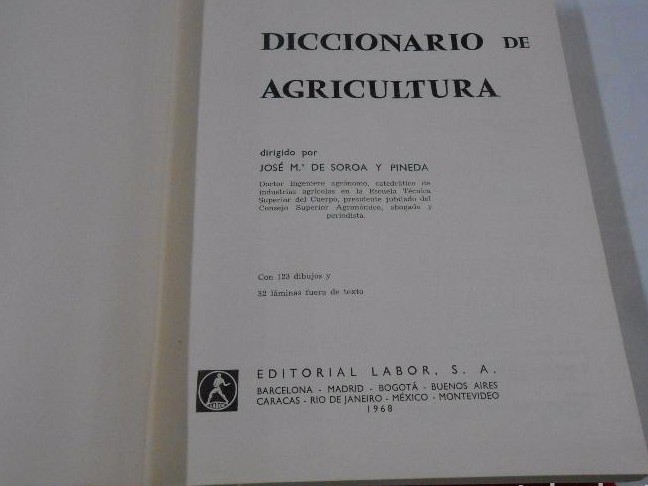 DICCIONARIO DE
AGRICULTURA
dirigido por
JOSÉ M.ª DE SOROA Y PINEDA
Doctor Ingeniero agrónomo, catedrático de
industrias agrícolas en la Escuela Técnica
Superior del Cuerpo, presidente jubilado del
Consejo Superior Agronómico, abogado y
periodista.
Con 123 dibujos y
32 láminas fuera de texto
EDITORIAL LABOR, S. A.
BARCELONA - MADRID - BOGOTÁ - BUENOS AIRES
CARACAS - RIO DE JANEIRO - MÉXICO - MONTEVIDEO
1968